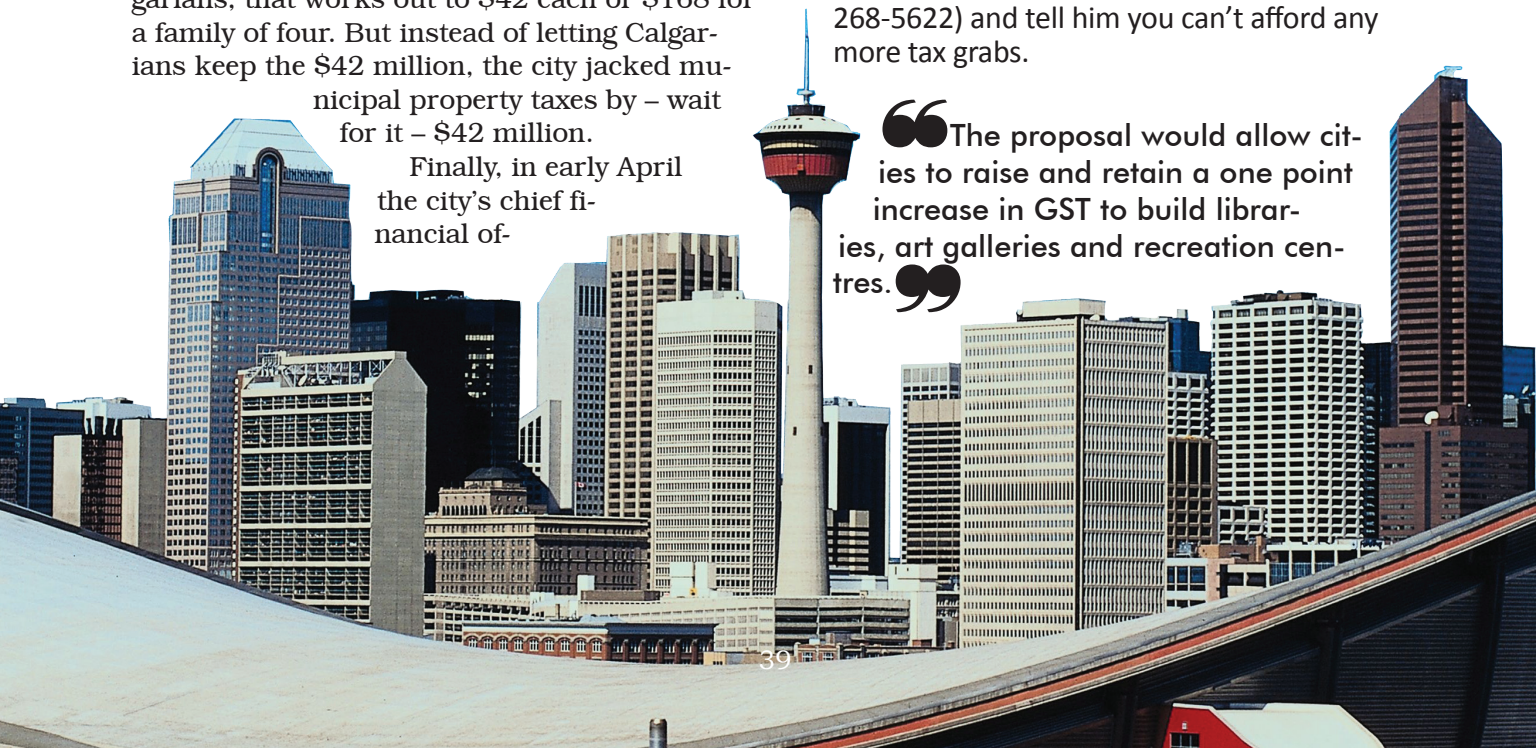 garians, that works out to $42 each or $168 for
a family of four. But instead of letting Calgar-
ians keep the $42 million, the city jacked mu-
nicipal property taxes by – wait
for it – $42 million.
Finally, in early April
the city's chief fi-
nancial of-
268-5622) and tell him you can't afford any
more tax grabs.
“The proposal would allow cit-
ies to raise and retain a one point
increase in GST to build librar-
ies, art galleries and recreation cen-
tres.”
39